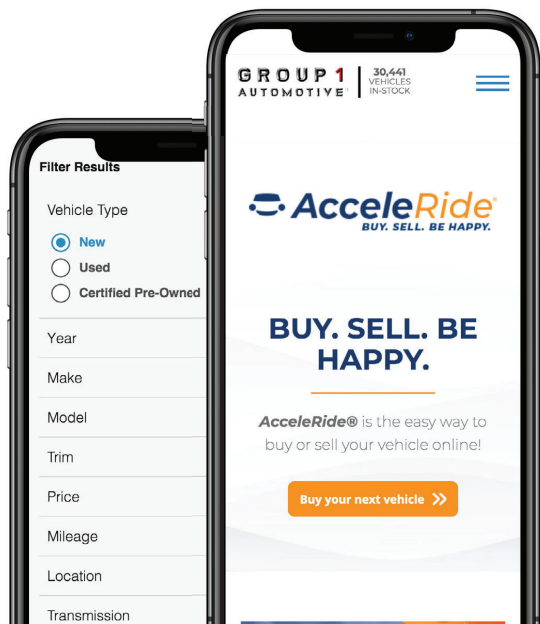 GROUP 1
AUTOMOTIVE®
30,441
VEHICLES
IN-STOCK
AcceleRide®
BUY. SELL. BE HAPPY.
BUY. SELL. BE
HAPPY.
AcceleRide® is the easy way to
buy or sell your vehicle online!
Buy your next vehicle
Filter Results
Vehicle Type
New
Used
Certified Pre-Owned
Year
Make
Model
Trim
Price
Mileage
Location
Transmission